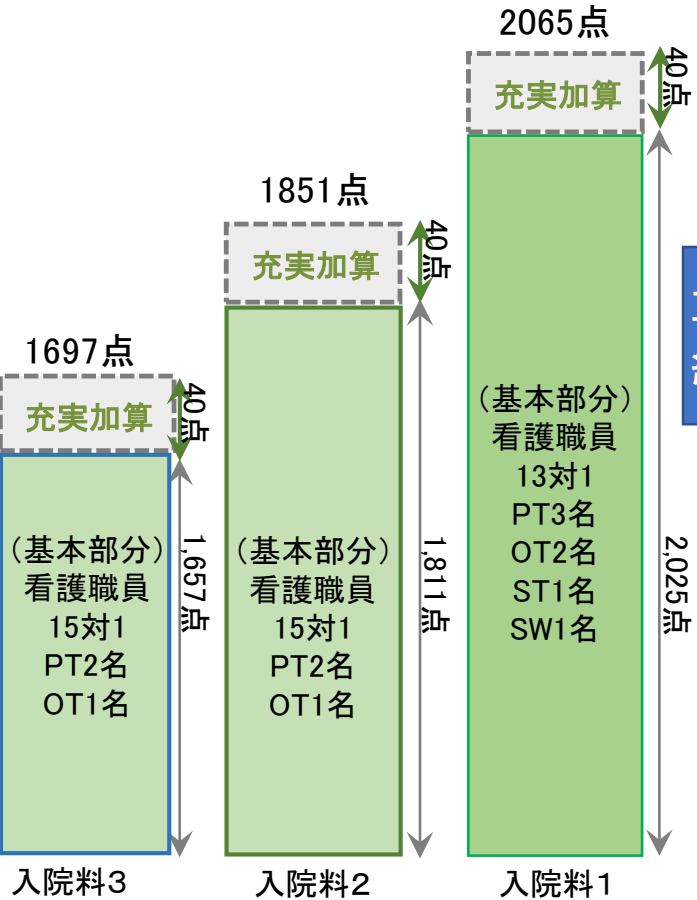 2065点
充実加算
40点
1851点
充実加算
40点
1697点
充実加算
40点
（基本部分）
看護職員
15対1
PT2名
OT1名
1,657点
（基本部分）
看護職員
15対1
PT2名
OT1名
1,811点
（基本部分）
看護職員
13対1
PT3名
OT2名
ST1名
SW1名
2,025点
入院料３
入院料２
入院料１